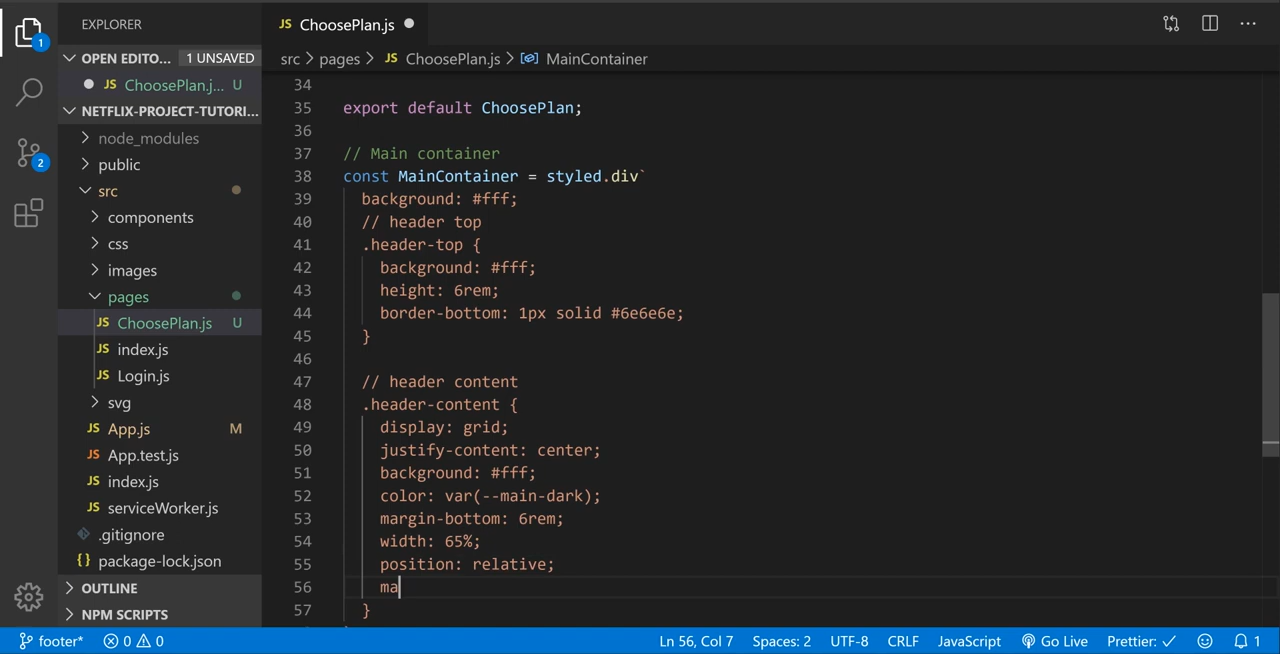 EXPLORER
JS ChoosePlan.js
1
OPEN EDITO... 1 UNSAVED
src > pages > JS ChoosePlan.js > MainContainer
JS ChoosePlan.j... U
NETFLIX-PROJECT-TUTORI...
node_modules
public
2
src
components
css
images
pages
JS ChoosePlan.js U
JS index.js
JS Login.js
svg
JS App.js M
JS App.test.js
JS index.js
JS serviceWorker.js
.gitignore
{} package-lock.json
OUTLINE
NPM SCRIPTS
34
35 export default ChoosePlan;
36
37 // Main container
38 const MainContainer = styled.div`
39 background: #fff;
40 // header top
41 .header-top {
42 background: #fff;
43 height: 6rem;
44 border-bottom: 1px solid #6e6e6e;
45 }
46
47 // header content
48 .header-content {
49 display: grid;
50 justify-content: center;
51 background: #fff;
52 color: var(--main-dark);
53 margin-bottom: 6rem;
54 width: 65%;
55 position: relative;
56 ma
57 }
footer* 0 0 Ln 56, Col 7 Spaces: 2 UTF-8 CRLF JavaScript Go Live Prettier: ✓ 1